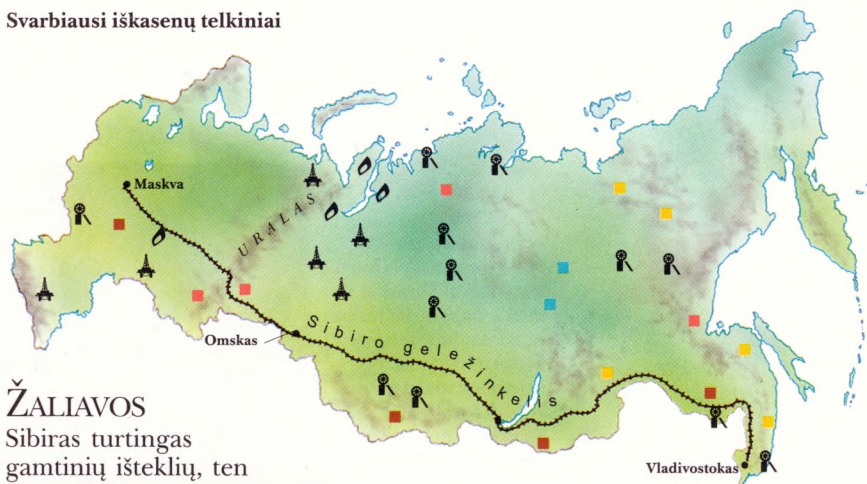 Svarbiausi iškasenų telkiniai
Maskva
URALAS
Omskas
Sibiro geležinkelis
ŽALIAVOS
Sibiras turtingas
gamtinių išteklių, ten
Vladivostokas